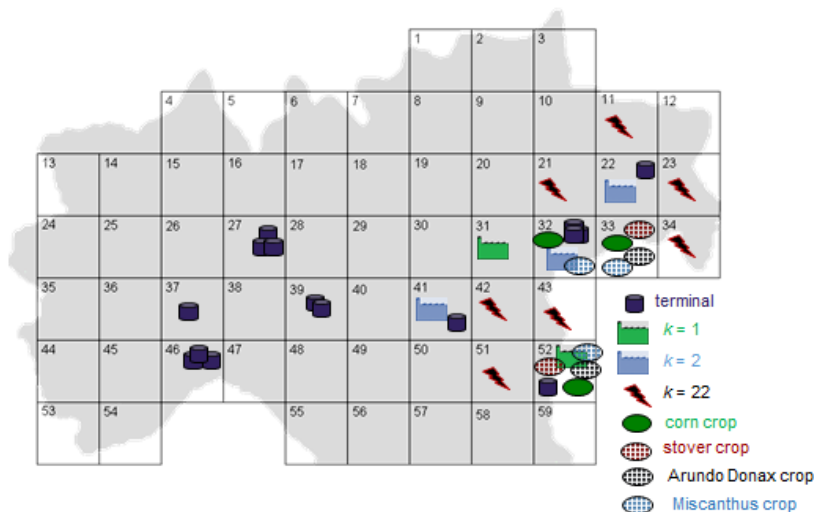 1 2 3
4 5 6 7 8 9 10 11 12
13 14 15 16 17 18 19 20 21 22 23
24 25 26 27 28 29 30 31 32 33 34
35 36 37 38 39 40 41 42 43
44 45 46 47 48 49 50 51 52
53 54 55 56 57 58 59
terminal
k = 1
k = 2
k = 22
corn crop
stover crop
Arundo Donax crop
Miscanthus crop